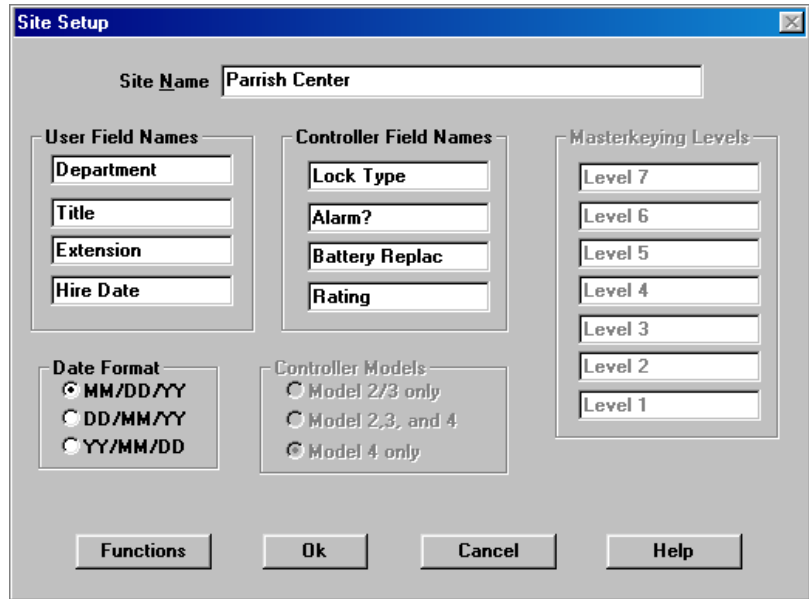 Site Setup
Site Name Parrish Center
User Field Names
Department
Title
Extension
Hire Date
Controller Field Names
Lock Type
Alarm?
Battery Replac
Rating
Masterkeying Levels
Level 7
Level 6
Level 5
Level 4
Level 3
Level 2
Level 1
Date Format
MM/DD/YY
DD/MM/YY
YY/MM/DD
Controller Models
Model 2/3 only
Model 2,3, and 4
Model 4 only
Functions Ok Cancel Help